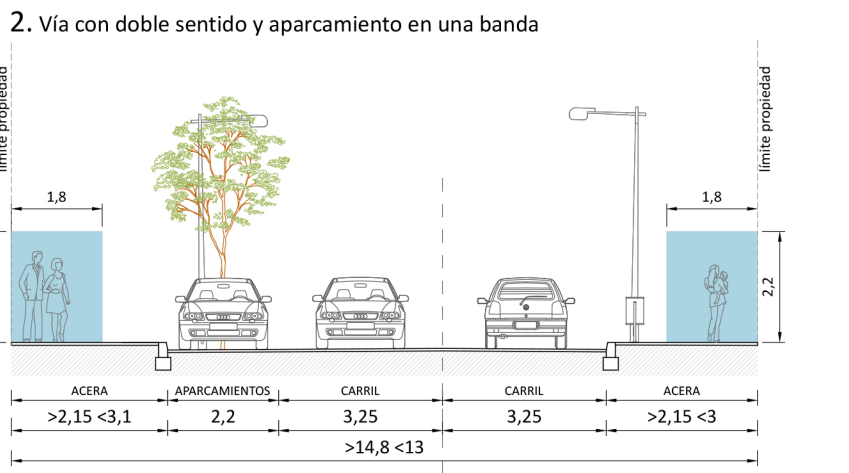 2. Vía con doble sentido y aparcamiento en una banda
límite propiedad
límite propiedad
1,8
1,8
2,2
ACERA
APARCAMIENTOS
CARRIL
CARRIL
ACERA
>2,15 <3,1
2,2
3,25
3,25
>2,15 <3
>14,8 <13